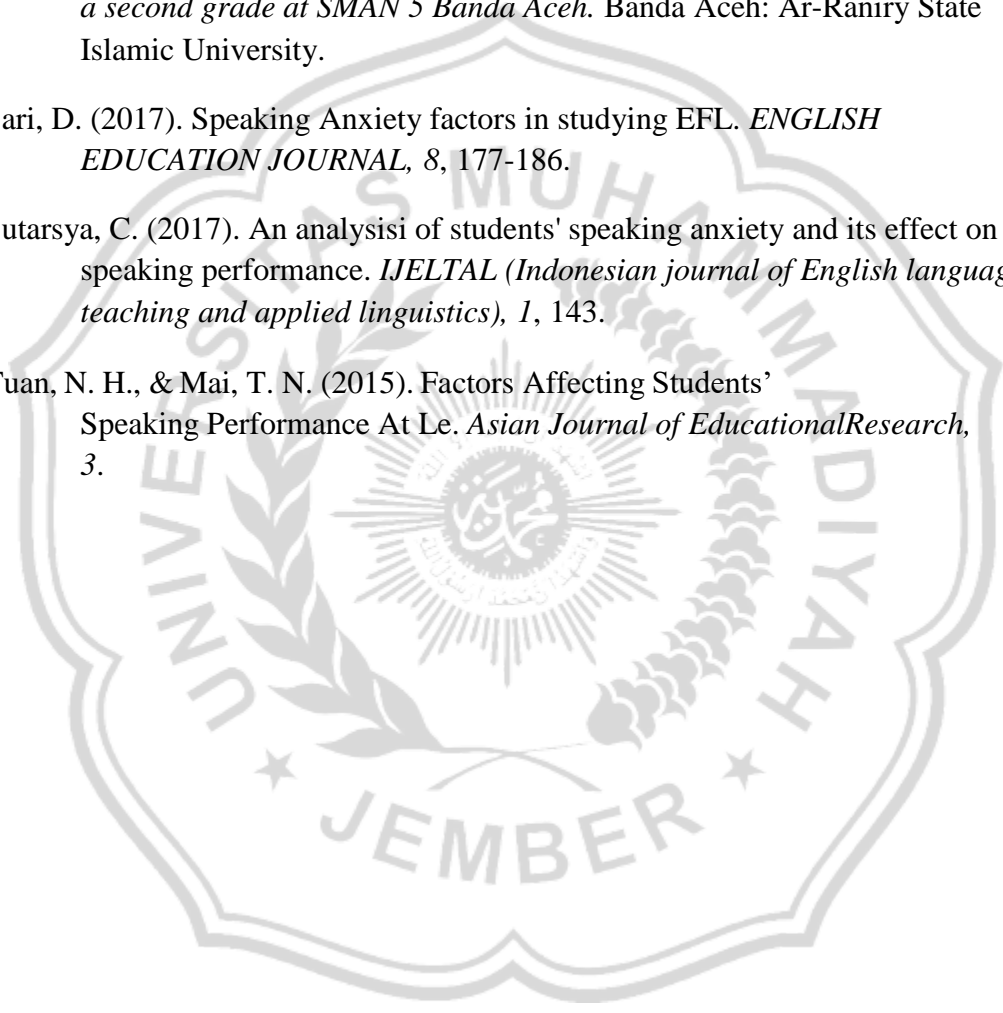 a second grade at SMAN 5 Banda Aceh. Banda Aceh: Ar-Raniry State
Islamic University.
ari, D. (2017). Speaking Anxiety factors in studying EFL. ENGLISH
EDUCATION JOURNAL, 8, 177-186.
utarsya, C. (2017). An analysisi of students' speaking anxiety and its effect on
speaking performance. IJELTAL (Indonesian journal of English languag
teaching and applied linguistics), 1, 143.
uan, N. H., & Mai, T. N. (2015). Factors Affecting Students’
Speaking Performance At Le. Asian Journal of EducationalResearch,
3.
UNIVERSITAS MUHAMMADIYAH
JEMBER